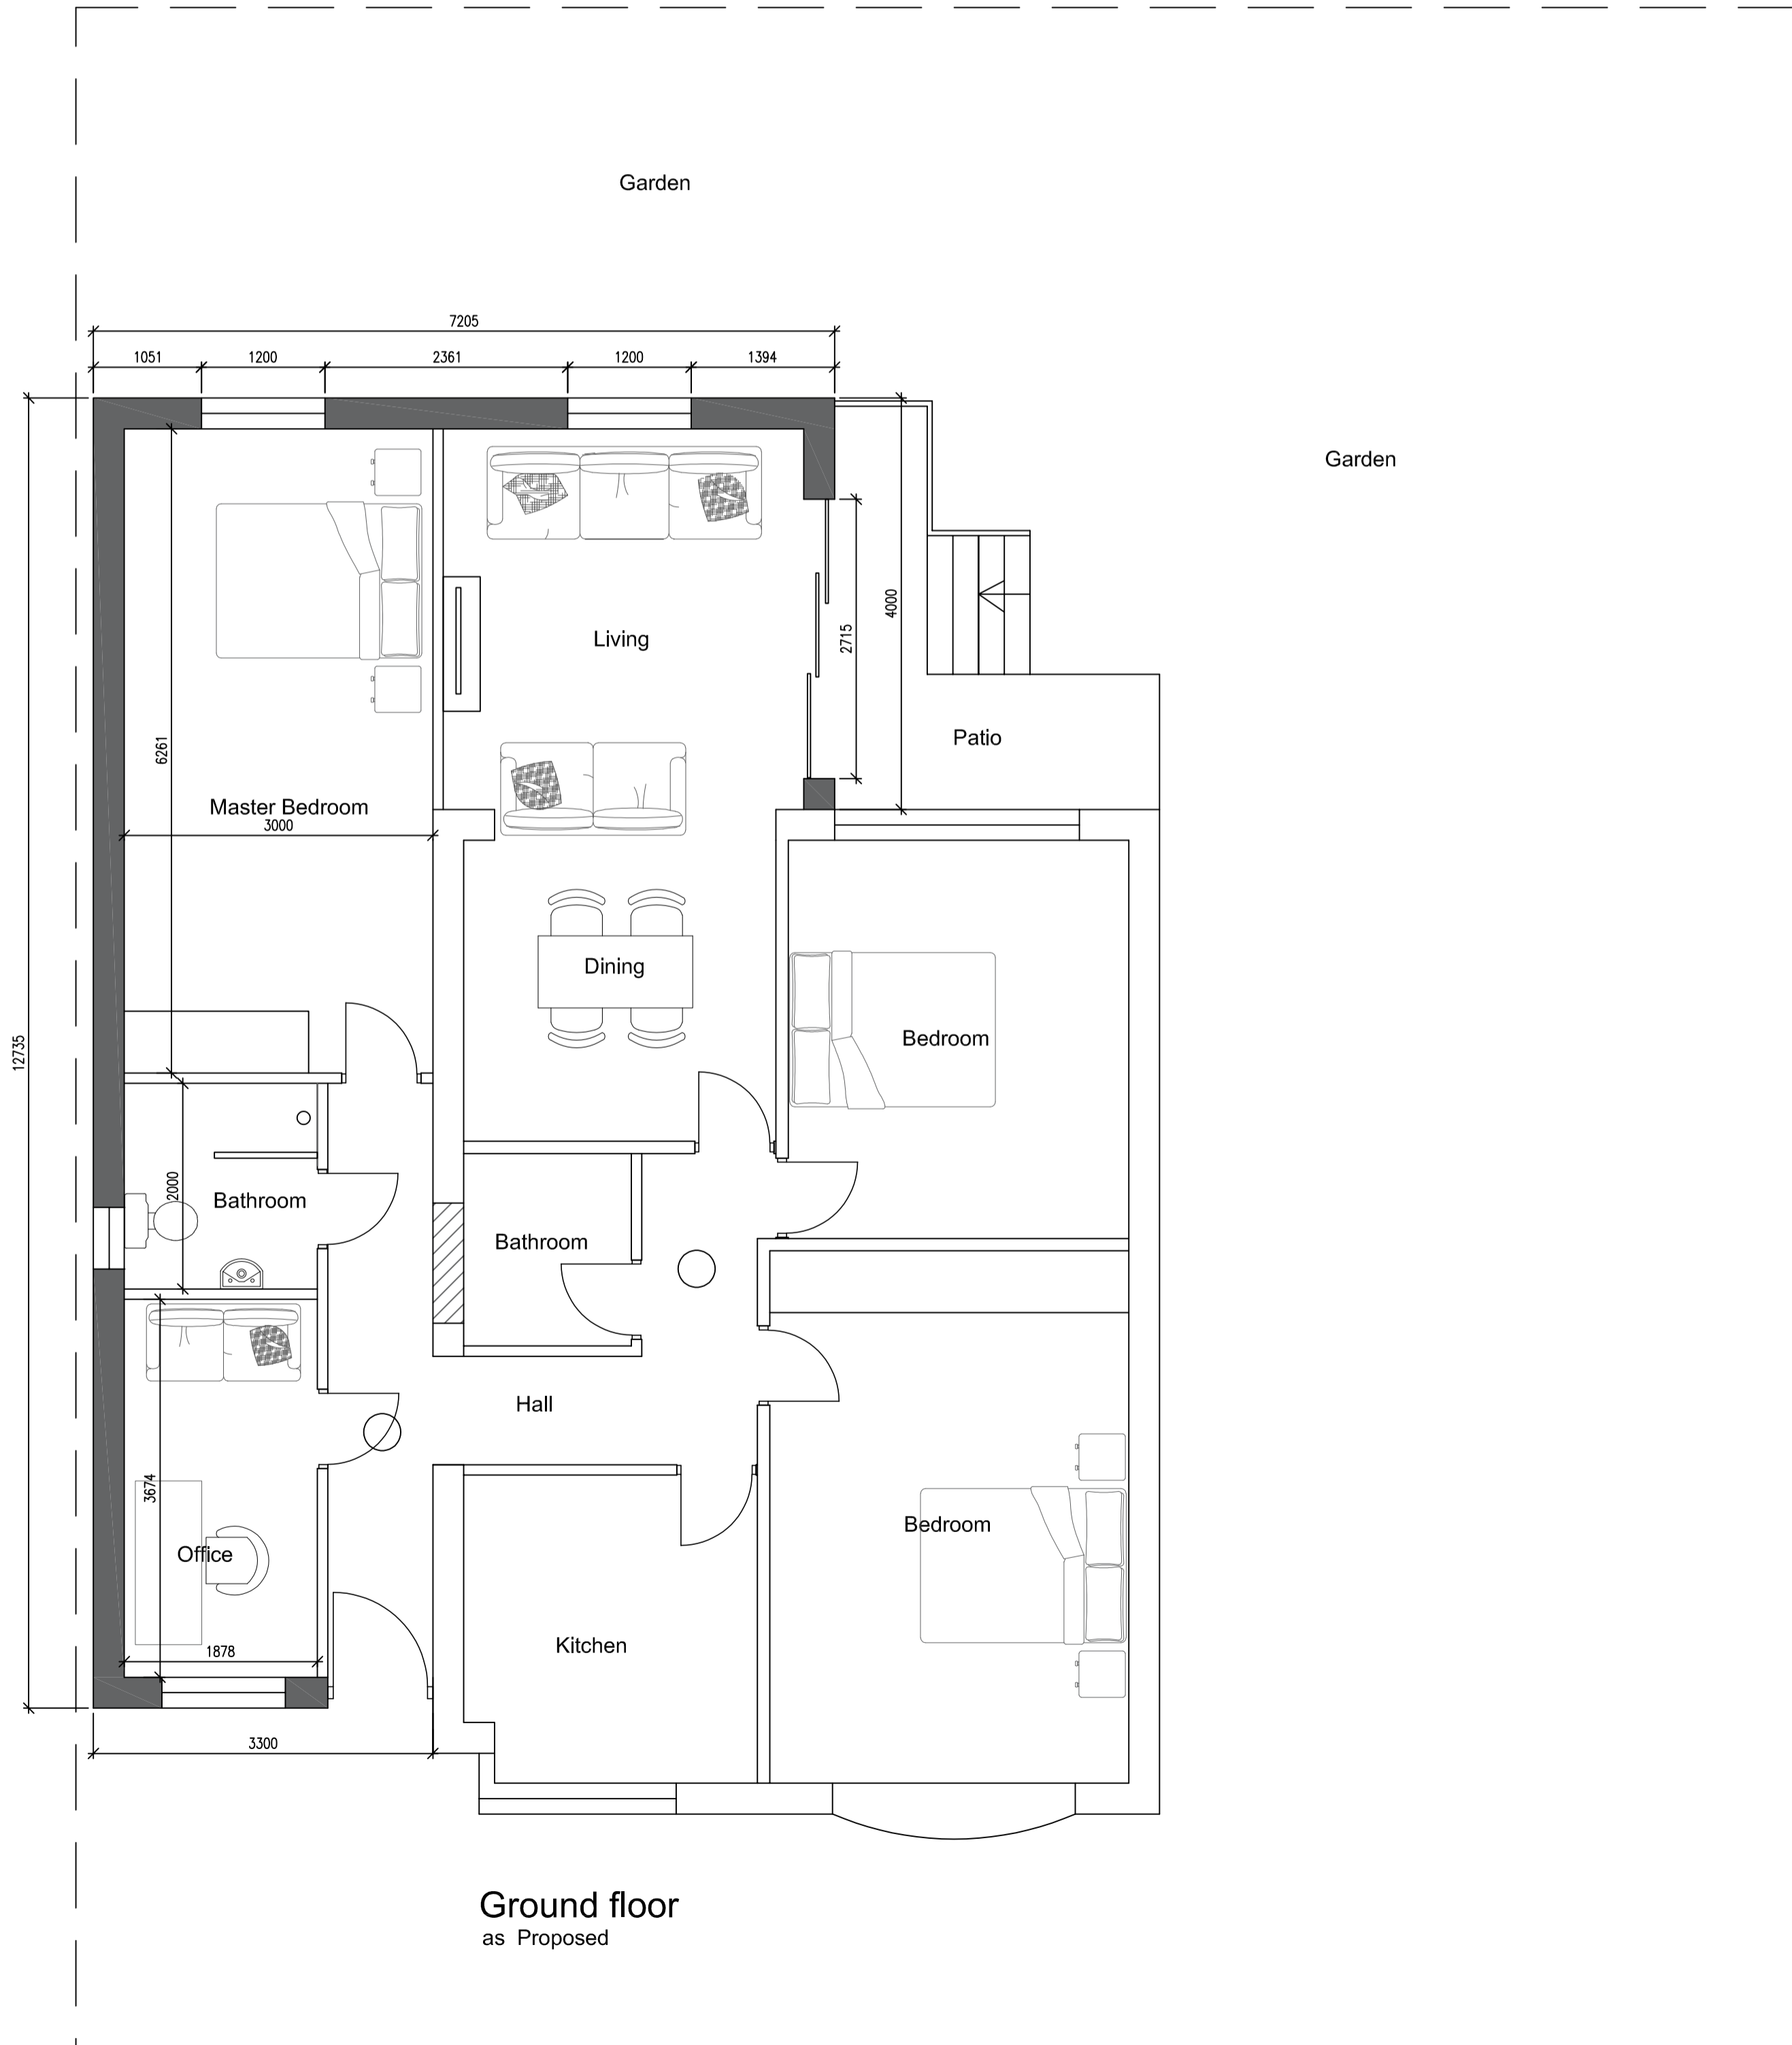 Garden
7205
1051
1200
2361
1200
1394
Garden
4000
2715
Living
Patio
6261
Master Bedroom
3000
Dining
Bedroom
12735
2000
Bathroom
Bathroom
Hall
3674
Bedroom
Office
Kitchen
1878
3300
Ground floor
as Proposed